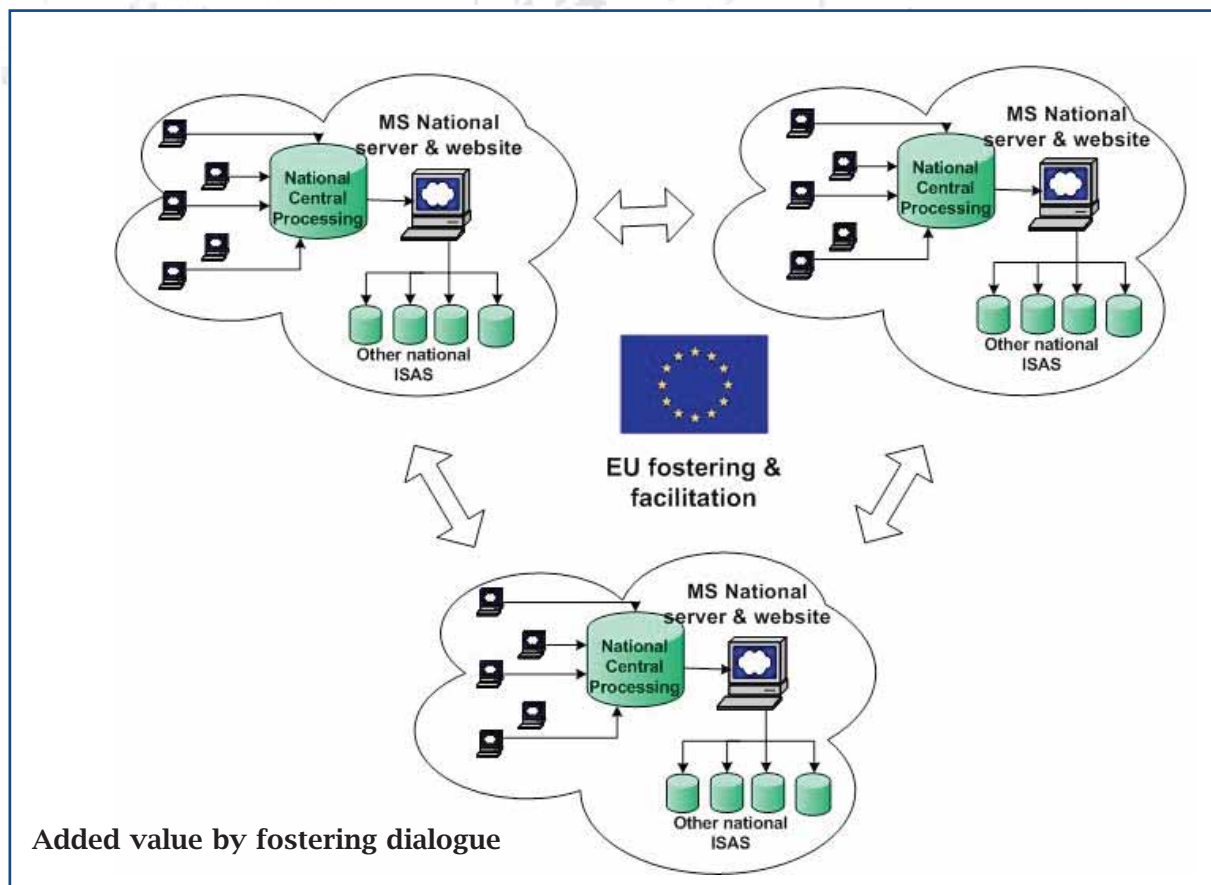 MS National
server & website
National
Central
Processing
Other national
ISAS
MS National
server & website
National
Central
Processing
Other national
ISAS
EU fostering &
facilitation
MS National
server & website
National
Central
Processing
Other national
ISAS
Added value by fostering dialogue